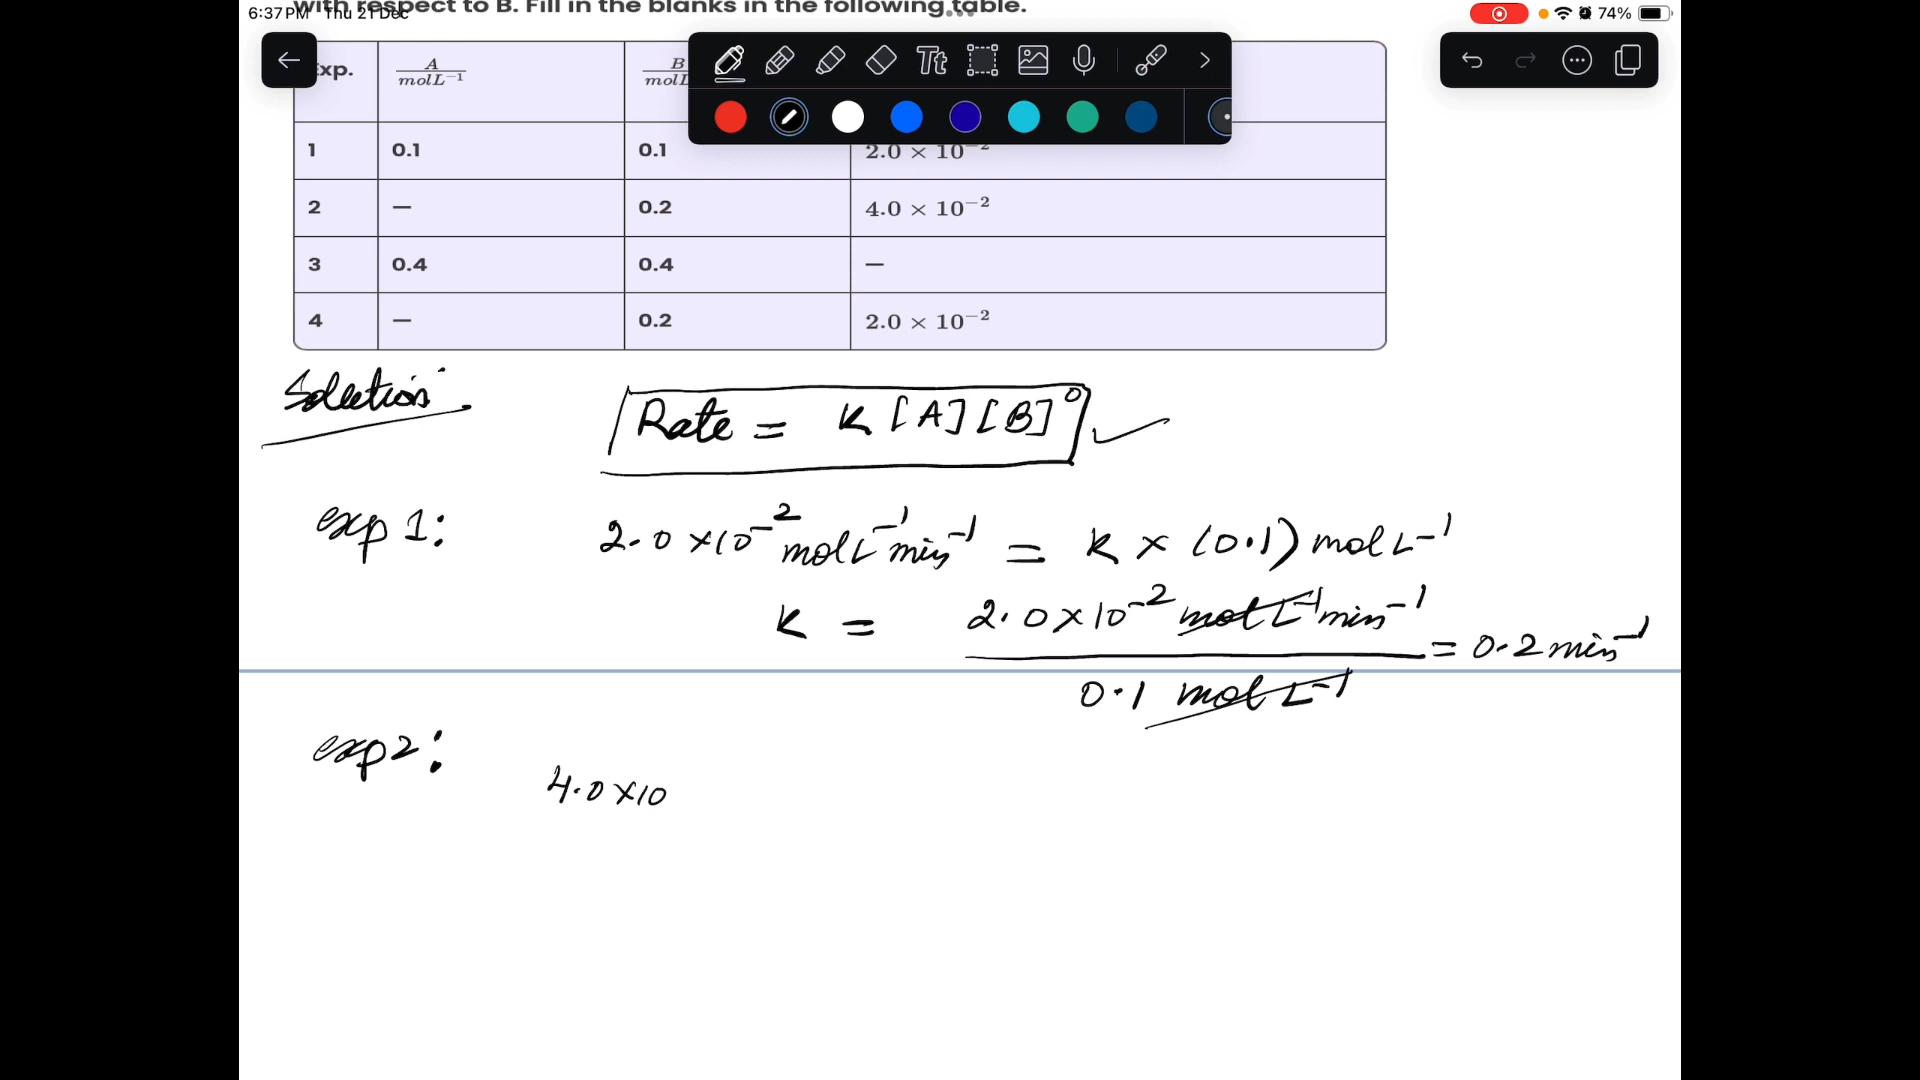 6:37 PM Thu 21 Dec
74%
with respect to B. Fill in the blanks in the following table.
xp. A/molL⁻¹ B/molL
1 0.1 0.1 2.0 × 10⁻²
2 — 0.2 4.0 × 10⁻²
3 0.4 0.4 —
4 — 0.2 2.0 × 10⁻²
Tt
Solution:
Rate = K [A] [B]⁰
exp 1: 2.0 × 10⁻² mol L⁻¹ min⁻¹ = K × (0.1) mol L⁻¹
K = 2.0 × 10⁻² mol L⁻¹ min⁻¹ / 0.1 mol L⁻¹ = 0.2 min⁻¹
exp 2:
4.0 × 10